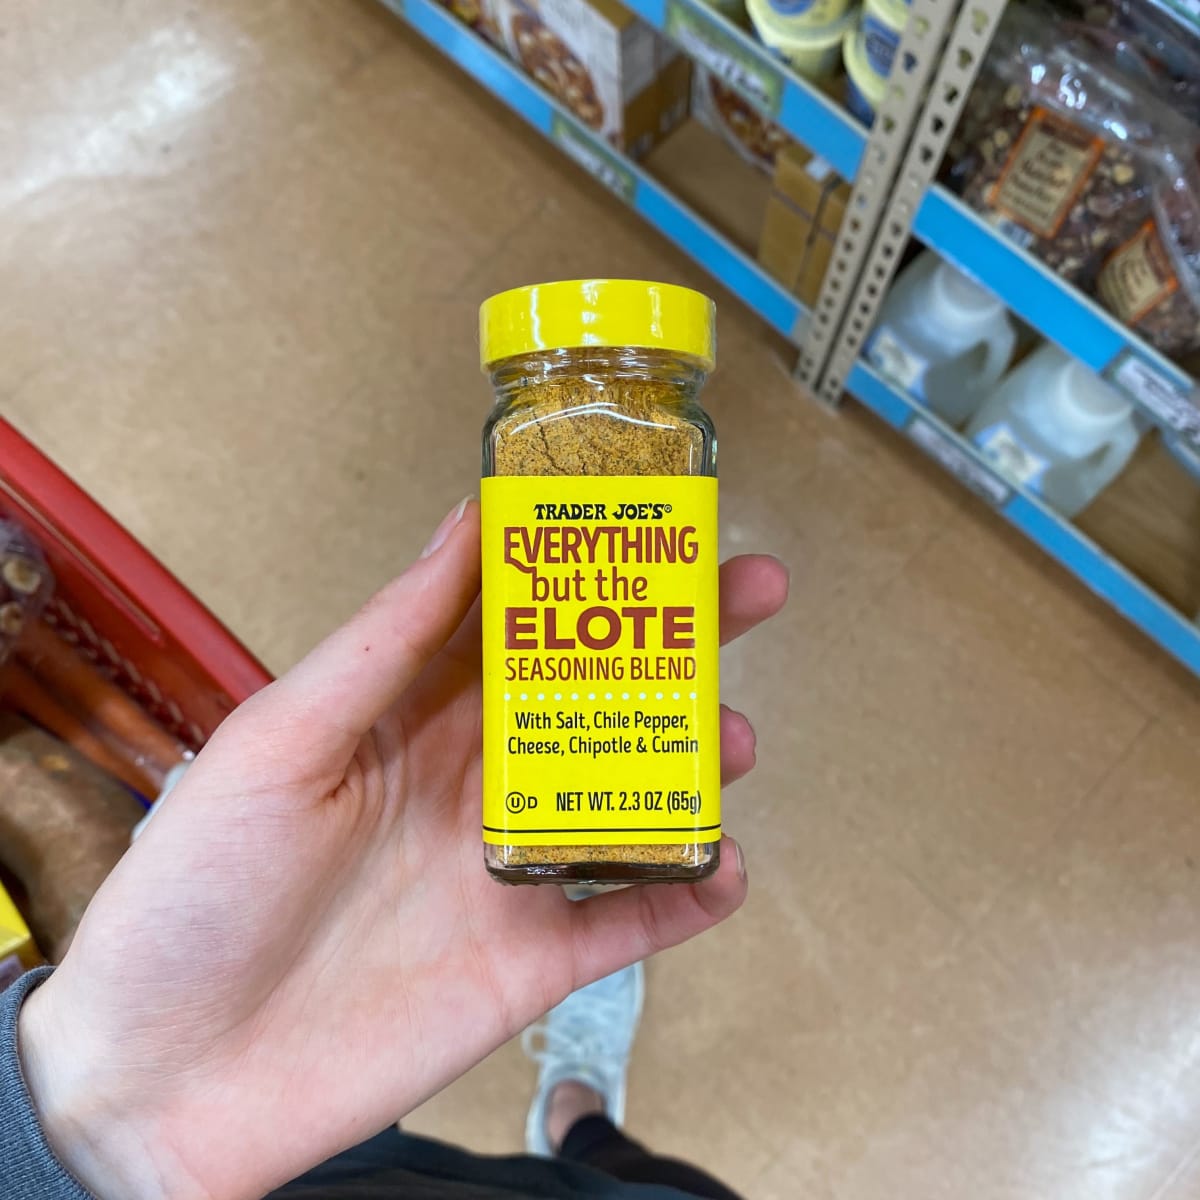 TRADER JOE'S®
EVERYTHING
but the
ELOTE
SEASONING BLEND
With Salt, Chile Pepper,
Cheese, Chipotle & Cumin
Ⓤ D NET WT. 2.3 OZ (65g)